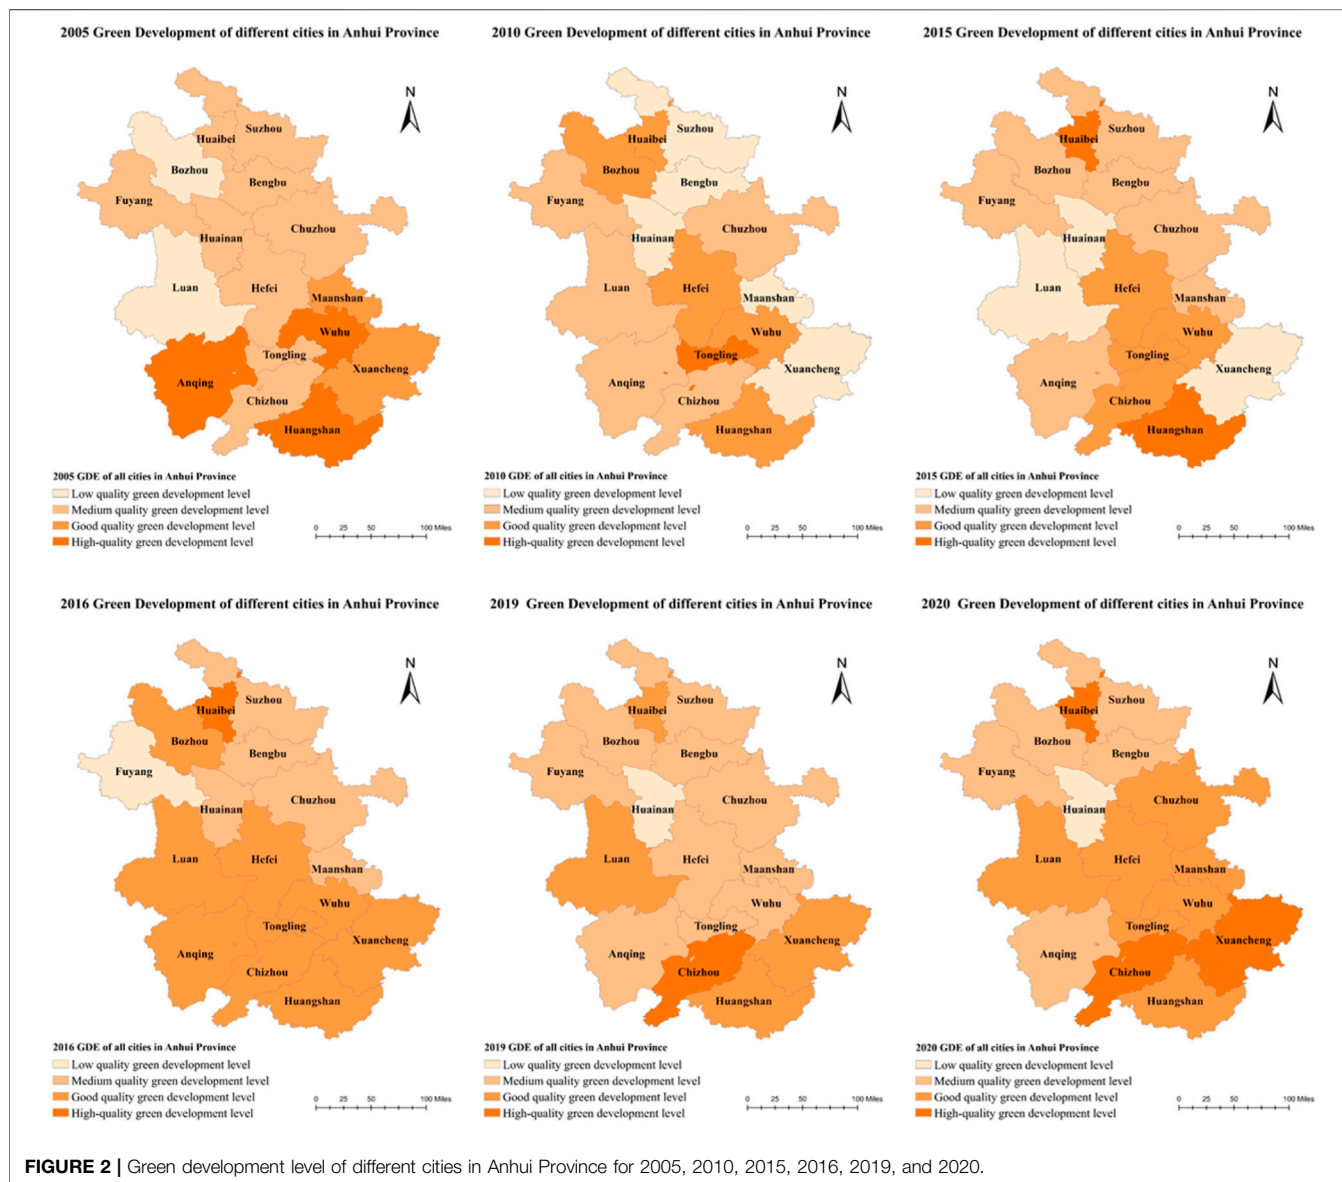 2005 Green Development of different cities in Anhui Province
N
Suzhou
Huaibei
Bozhou
Bengbu
Fuyang
Chuzhou
Huainan
Luan
Hefei
Maanshan
Wuhu
Tongling
Xuancheng
Anqing
Chizhou
Huangshan
2005 GDE of all cities in Anhui Province
Low quality green development level
Medium quality green development level
Good quality green development level
High-quality green development level
0 25 50 100 Miles
2010 Green Development of different cities in Anhui Province
N
Suzhou
Huaibei
Bozhou
Bengbu
Fuyang
Chuzhou
Huainan
Luan
Hefei
Maanshan
Wuhu
Tongling
Xuancheng
Anqing
Chizhou
Huangshan
2010 GDE of all cities in Anhui Province
Low quality green development level
Medium quality green development level
Good quality green development level
High-quality green development level
0 25 50 100 Miles
2015 Green Development of different cities in Anhui Province
N
Suzhou
Huaibei
Bozhou
Bengbu
Fuyang
Chuzhou
Huainan
Luan
Hefei
Maanshan
Wuhu
Tongling
Xuancheng
Anqing
Chizhou
Huangshan
2015 GDE of all cities in Anhui Province
Low quality green development level
Medium quality green development level
Good quality green development level
High-quality green development level
0 25 50 100 Miles
2016 Green Development of different cities in Anhui Province
N
Suzhou
Huaibei
Bozhou
Bengbu
Fuyang
Chuzhou
Huainan
Luan
Hefei
Maanshan
Wuhu
Tongling
Xuancheng
Anqing
Chizhou
Huangshan
2016 GDE of all cities in Anhui Province
Low quality green development level
Medium quality green development level
Good quality green development level
High-quality green development level
0 25 50 100 Miles
2019 Green Development of different cities in Anhui Province
N
Suzhou
Huaibei
Bozhou
Bengbu
Fuyang
Chuzhou
Huainan
Luan
Hefei
Maanshan
Wuhu
Tongling
Xuancheng
Anqing
Chizhou
Huangshan
2019 GDE of all cities in Anhui Province
Low quality green development level
Medium quality green development level
Good quality green development level
High-quality green development level
0 25 50 100 Miles
2020 Green Development of different cities in Anhui Province
N
Suzhou
Huaibei
Bozhou
Bengbu
Fuyang
Chuzhou
Huainan
Luan
Hefei
Maanshan
Wuhu
Tongling
Xuancheng
Anqing
Chizhou
Huangshan
2020 GDE of all cities in Anhui Province
Low quality green development level
Medium quality green development level
Good quality green development level
High-quality green development level
0 25 50 100 Miles
FIGURE 2 | Green development level of different cities in Anhui Province for 2005, 2010, 2015, 2016, 2019, and 2020.